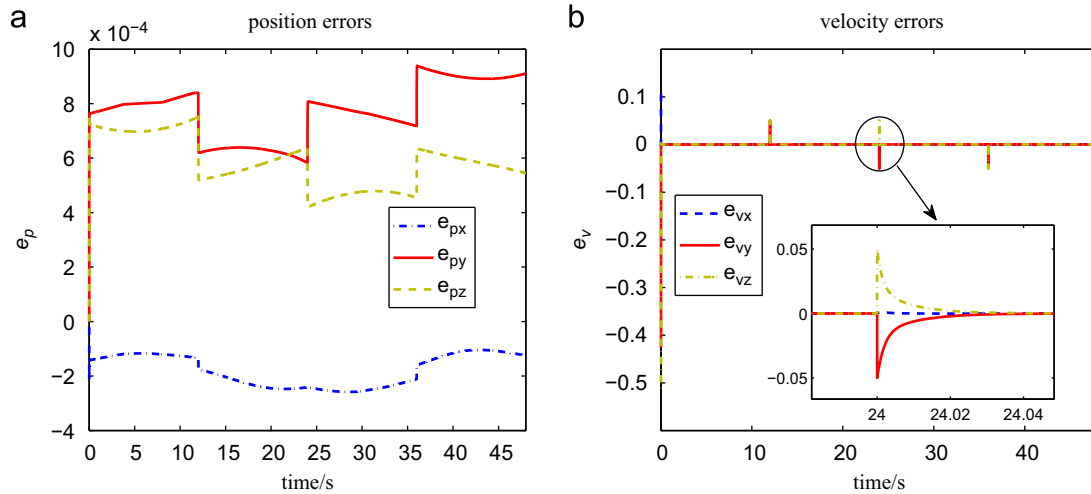 a
position errors
× 10⁻⁴
10
8
6
4
2
0
−2
−4
e_p
e_px
e_py
e_pz
0 5 10 15 20 25 30 35 40 45
time/s
b
velocity errors
0.1
0
−0.1
−0.2
−0.3
−0.4
−0.5
e_v
e_vx
e_vy
e_vz
0.05
0
−0.05
24 24.02 24.04
0 20 40
time/s